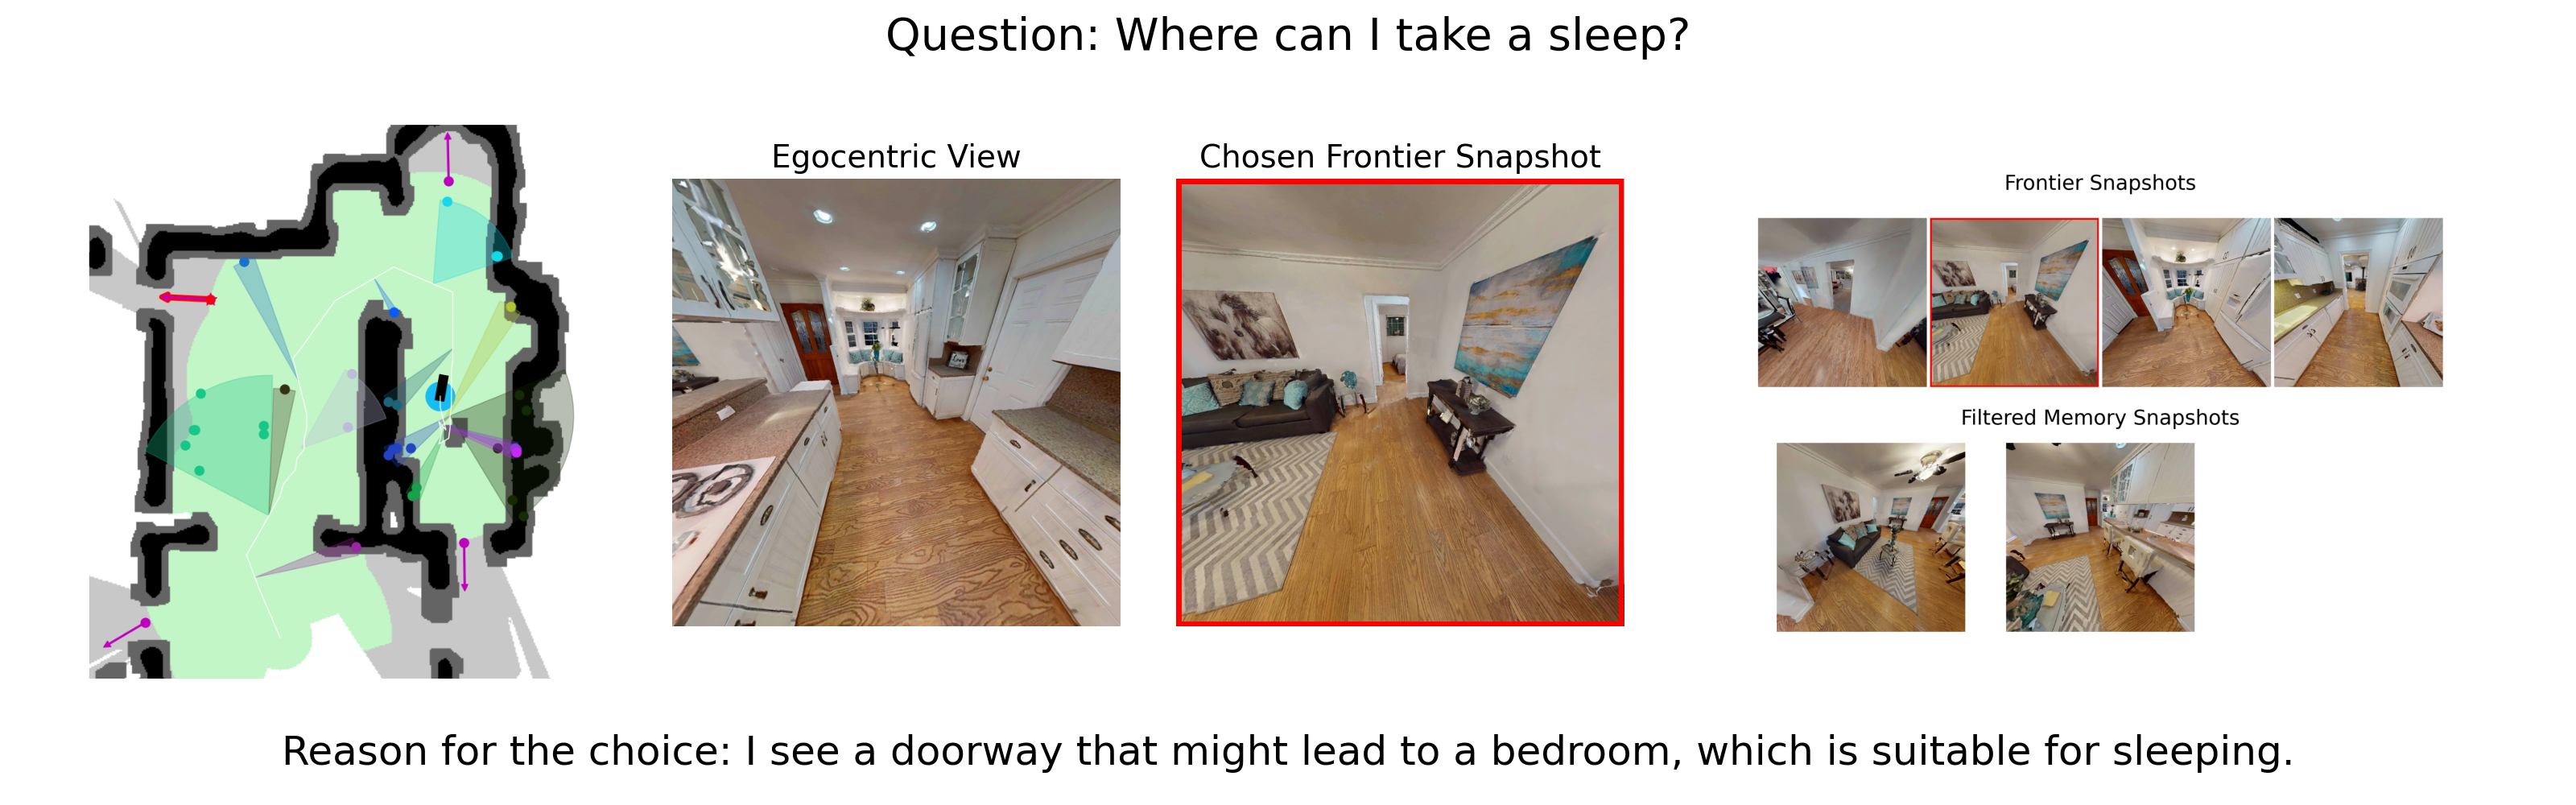 Question: Where can I take a sleep?
Egocentric View
Chosen Frontier Snapshot
Frontier Snapshots
Filtered Memory Snapshots
Reason for the choice: I see a doorway that might lead to a bedroom, which is suitable for sleeping.